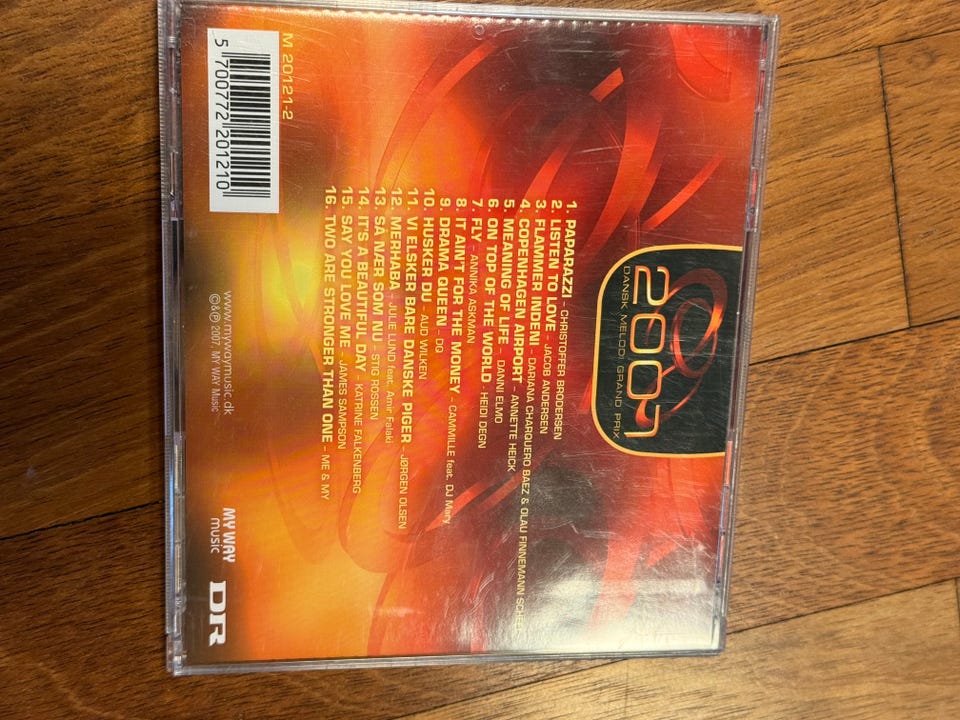 2007
DANSK MELODI GRAND PRIX
1. PAPARAZZI - CHRISTOFFER BRODERSEN
2. LISTEN TO LOVE - JACOB ANDERSEN
3. FLAMMER INDENI - DARIANA CHARQUERO BAEZ & OLAU FINNEMANN SCHEEL
4. COPENHAGEN AIRPORT - ANNETTE HEICK
5. MEANING OF LIFE - DANNI ELMO
6. ON TOP OF THE WORLD - HEIDI DEGN
7. FLY - ANNIKA ASKMAN
8. IT AIN'T FOR THE MONEY - CAMMILLE feat. DJ Mary
9. DRAMA QUEEN - DQ
10. HUSKER DU - AUD WILKEN
11. VI ELSKER BARE DANSKE PIGER - JØRGEN OLSEN
12. MERHABA - JULIE LUND feat. Amir Falaki
13. SÅ NÆR SOM NU - STIG ROSSEN
14. IT'S A BEAUTIFUL DAY - KATRINE FALKENBERG
15. SAY YOU LOVE ME - JAMES SAMPSON
16. TWO ARE STRONGER THAN ONE - ME & MY
M 20121-2
5 700772 201210
www.mywaymusic.dk
©&℗ 2007, MY WAY Music
MY WAY
music
DR